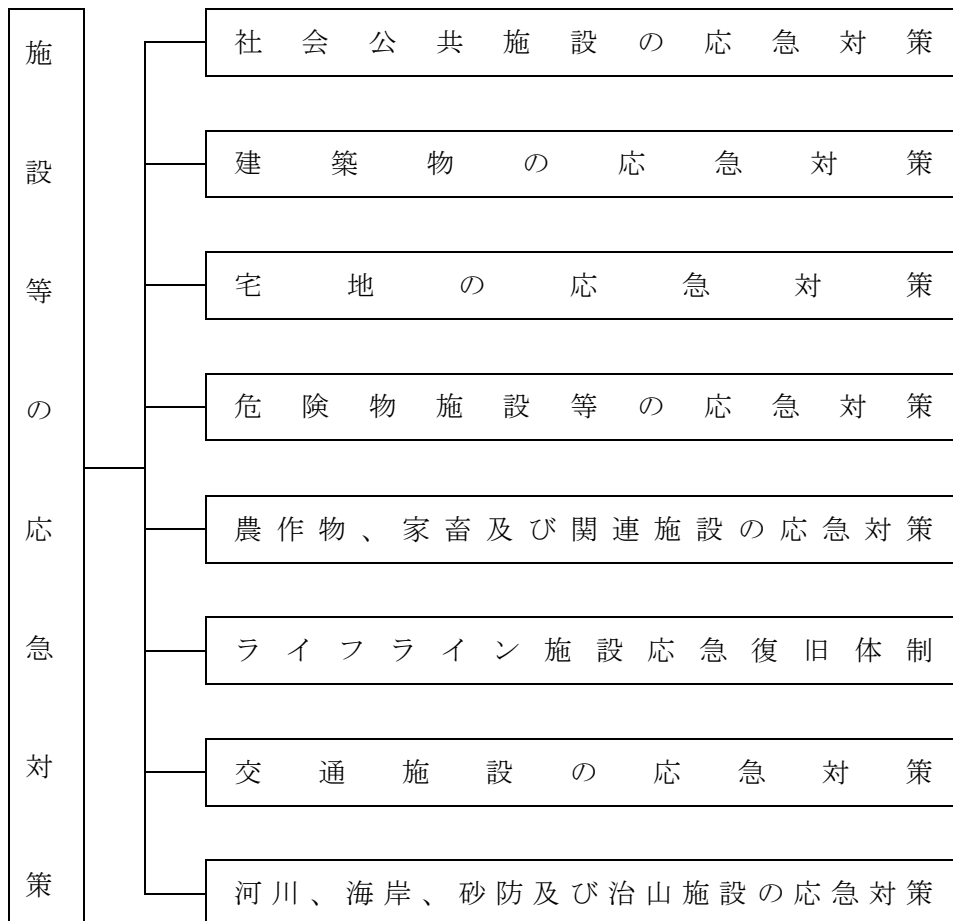 施設等の応急対策
社会公共施設の応急対策
建築物の応急対策
宅地の応急対策
危険物施設等の応急対策
農作物、家畜及び関連施設の応急対策
ライフライン施設応急復旧体制
交通施設の応急対策
河川、海岸、砂防及び治山施設の応急対策